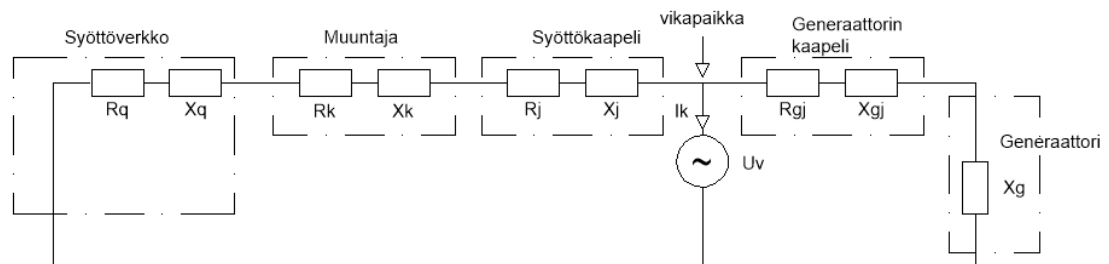 vikapaikka
Generaattorin
kaapeli
Syöttöverkko
Muuntaja
Syöttökaapeli
Rq
Xq
Rk
Xk
Rj
Xj
Ik
Rgj
Xgj
Generaattori
~
Uv
Xg